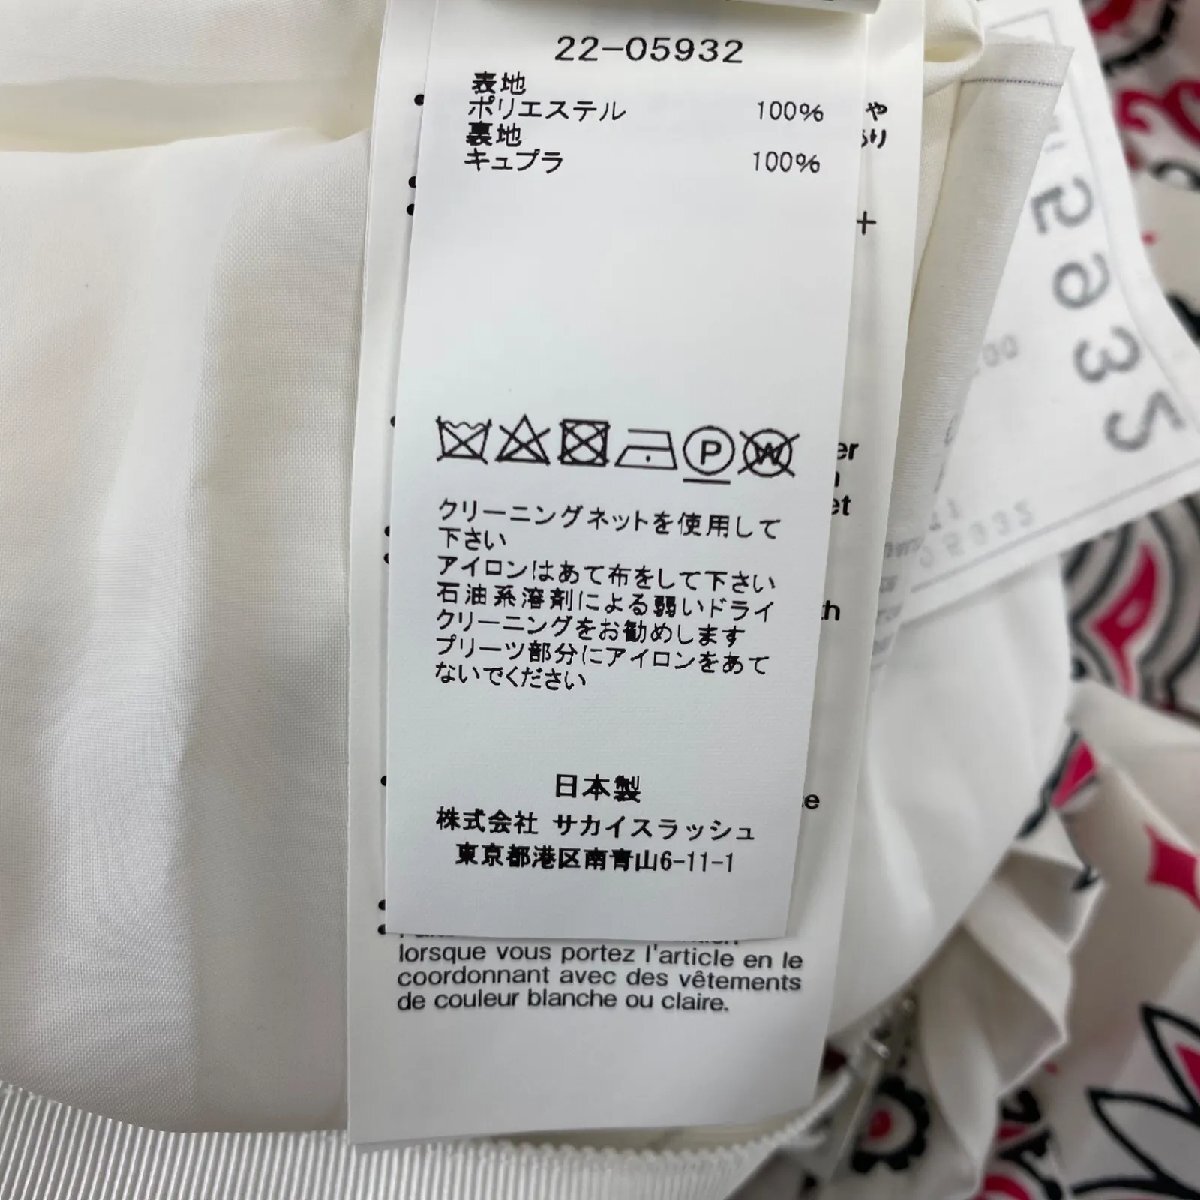 22-05932
表地
ポリエステル 100%
裏地
キュプラ 100%
P
W
クリーニングネットを使用して
下さい
アイロンはあて布をして下さい
石油系溶剤による弱いドライ
クリーニングをお勧めします
プリーツ部分にアイロンをあて
ないでください
日本製
株式会社 サカイスラッシュ
東京都港区南青山6-11-1
lorsque vous portez l'article en le
coordonnant avec des vêtements
de couleur blanche ou claire.